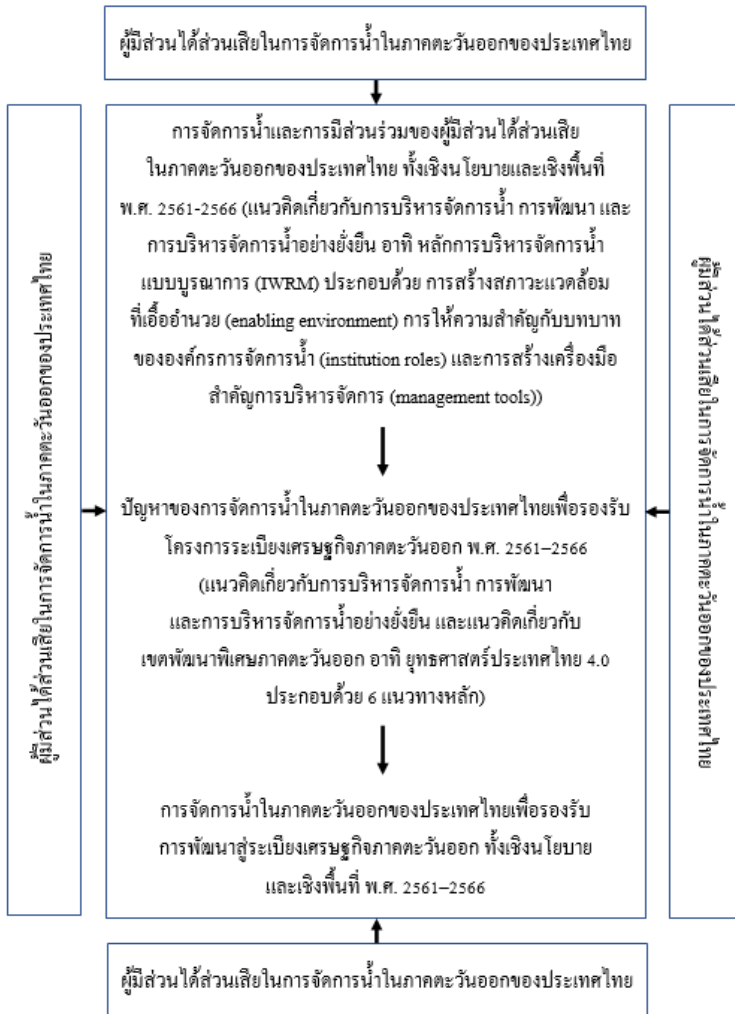 ผู้มีส่วนได้ส่วนเสียในการจัดการน้ำในภาคตะวันออกของประเทศไทย
ผู้มีส่วนได้ส่วนเสียในการจัดการน้ำในภาคตะวันออกของประเทศไทย
การจัดการน้ำและการมีส่วนร่วมของผู้มีส่วนได้ส่วนเสีย
ในภาคตะวันออกของประเทศไทย ทั้งเชิงนโยบายและเชิงพื้นที่
พ.ศ. 2561-2566 (แนวคิดเกี่ยวกับการบริหารจัดการน้ำ การพัฒนา และ
การบริหารจัดการน้ำอย่างยั่งยืน อาทิ หลักการบริหารจัดการน้ำ
แบบบูรณาการ (IWRM) ประกอบด้วย การสร้างสภาวะแวดล้อม
ที่เอื้ออำนวย (enabling environment) การให้ความสำคัญกับบทบาท
ขององค์กรการจัดการน้ำ (institution roles) และการสร้างเครื่องมือ
สำคัญการบริหารจัดการ (management tools))
ปัญหาของการจัดการน้ำในภาคตะวันออกของประเทศไทยเพื่อรองรับ
โครงการระเบียงเศรษฐกิจภาคตะวันออก พ.ศ. 2561–2566
(แนวคิดเกี่ยวกับการบริหารจัดการน้ำ การพัฒนา
และการบริหารจัดการน้ำอย่างยั่งยืน และแนวคิดเกี่ยวกับ
เขตพัฒนาพิเศษภาคตะวันออก อาทิ ยุทธศาสตร์ประเทศไทย 4.0
ประกอบด้วย 6 แนวทางหลัก)
การจัดการน้ำในภาคตะวันออกของประเทศไทยเพื่อรองรับ
การพัฒนาสู่ระเบียงเศรษฐกิจภาคตะวันออก ทั้งเชิงนโยบาย
และเชิงพื้นที่ พ.ศ. 2561–2566
ผู้มีส่วนได้ส่วนเสียในการจัดการน้ำในภาคตะวันออกของประเทศไทย
ผู้มีส่วนได้ส่วนเสียในการจัดการน้ำในภาคตะวันออกของประเทศไทย